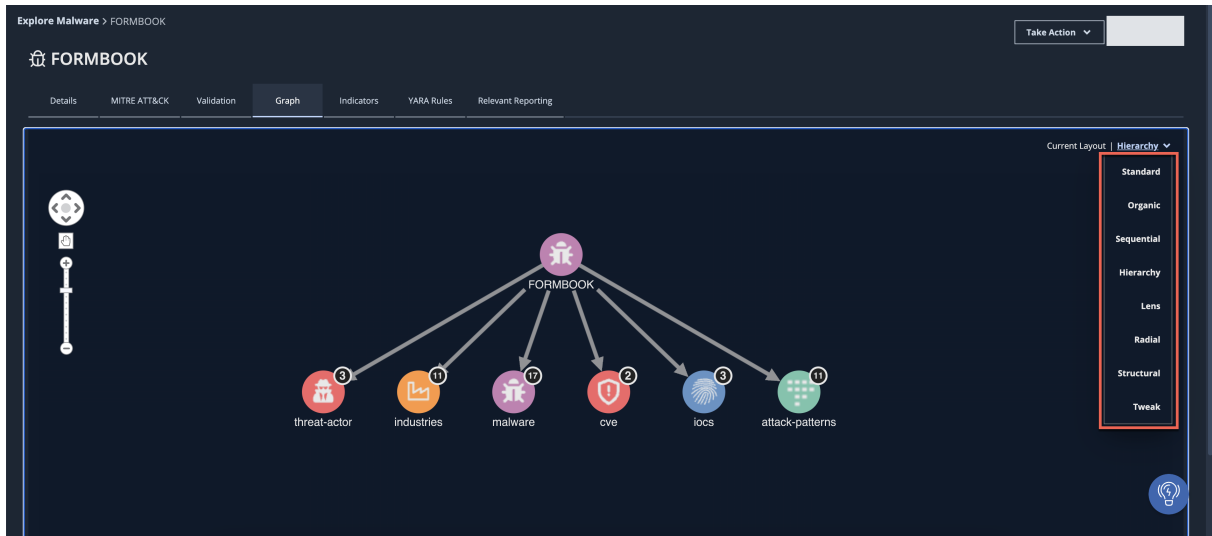 Explore Malware > FORMBOOK
Take Action
FORMBOOK
Details MITRE ATT&CK Validation Graph Indicators YARA Rules Relevant Reporting
Current Layout | Hierarchy
Standard
Organic
Sequential
Hierarchy
Lens
Radial
Structural
Tweak
FORMBOOK
3 11 17 2 3 11
threat-actor industries malware cve iocs attack-patterns